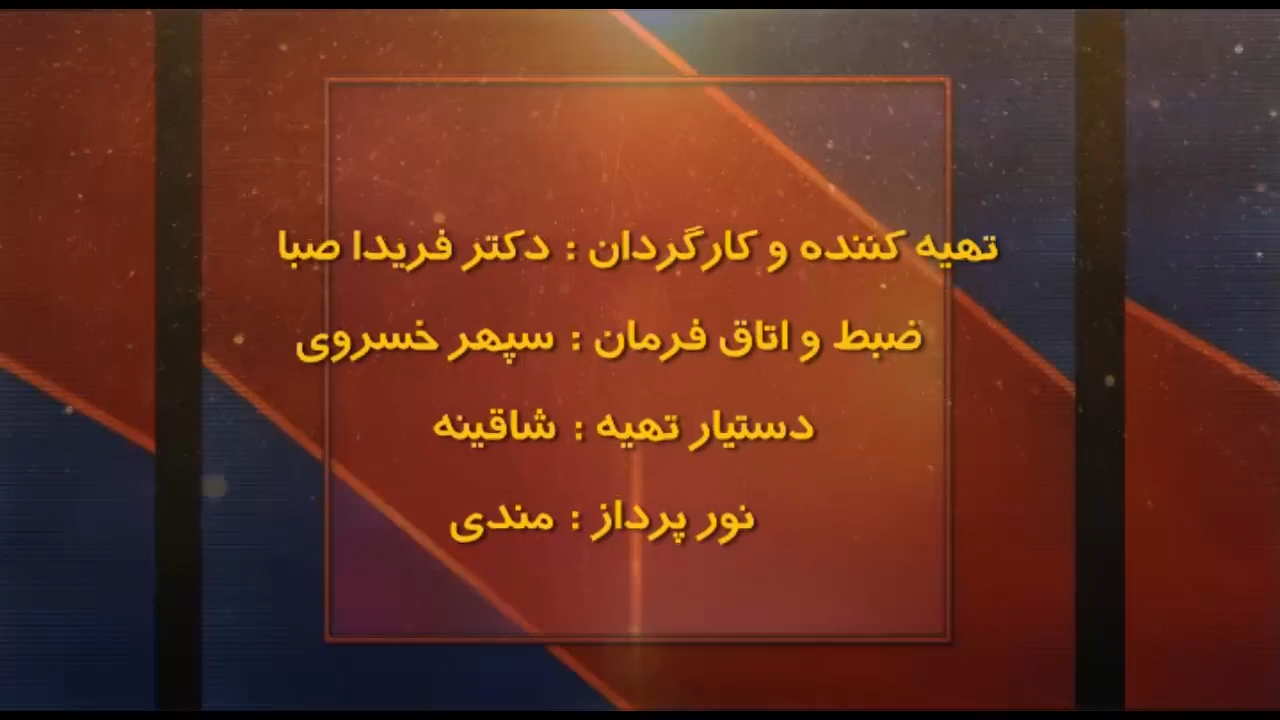 تهیه کننده و کارگردان : دکتر فریدا صبا
ضبط و اتاق فرمان : سپهر خسروی
دستیار تهیه : شاقینه
نور پرداز : مندی